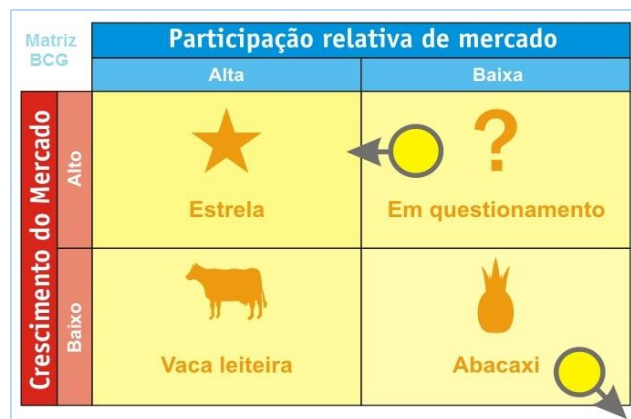 Matriz
BCG
Participação relativa de mercado
Alta
Baixa
Crescimento do Mercado
Alto
?
Estrela
Em questionamento
Baixo
Vaca leiteira
Abacaxi